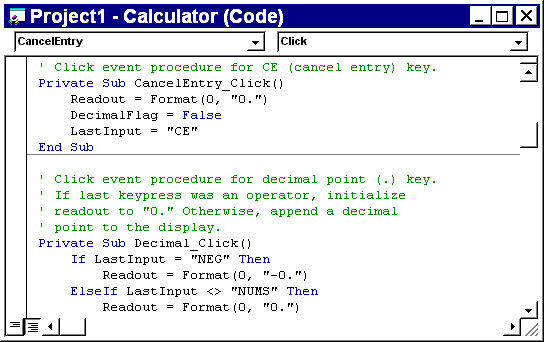 Project1 - Calculator (Code)
CancelEntry Click
' Click event procedure for CE (cancel entry) key.
Private Sub CancelEntry_Click()
Readout = Format(0, "0.")
DecimalFlag = False
LastInput = "CE"
End Sub
' Click event procedure for decimal point (.) key.
' If last keypress was an operator, initialize
' readout to "0." Otherwise, append a decimal
' point to the display.
Private Sub Decimal_Click()
If LastInput = "NEG" Then
Readout = Format(0, "-0.")
ElseIf LastInput <> "NUMS" Then
Readout = Format(0, "0.")